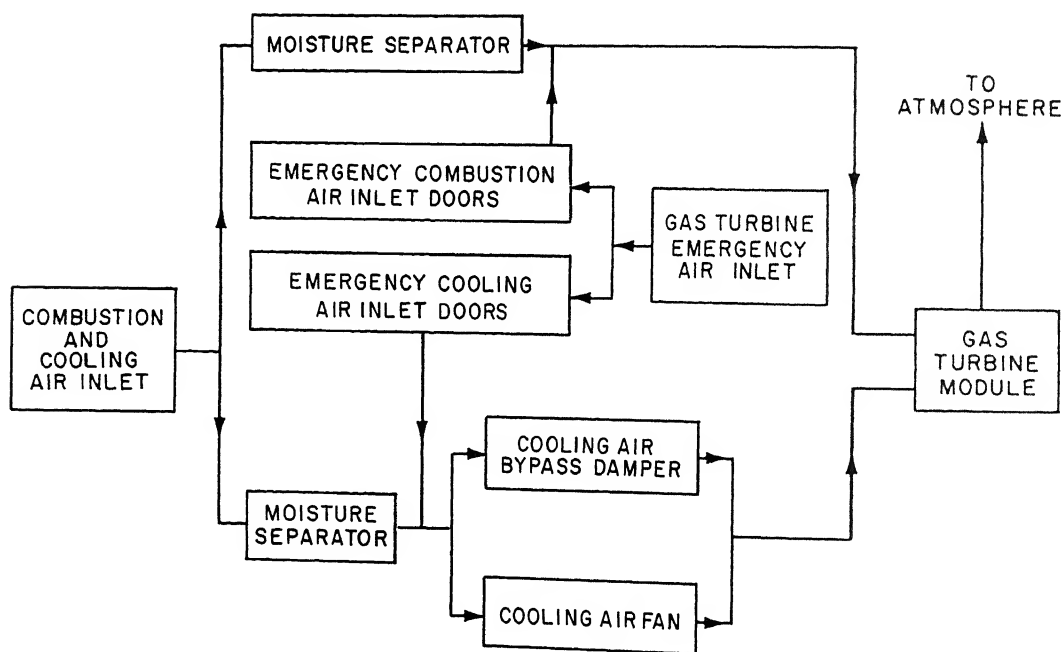 MOISTURE SEPARATOR
TO
ATMOSPHERE
EMERGENCY COMBUSTION
AIR INLET DOORS
GAS TURBINE
EMERGENCY
AIR INLET
EMERGENCY COOLING
AIR INLET DOORS
COMBUSTION
AND
COOLING
AIR INLET
GAS
TURBINE
MODULE
COOLING AIR
BYPASS DAMPER
MOISTURE
SEPARATOR
COOLING AIR FAN